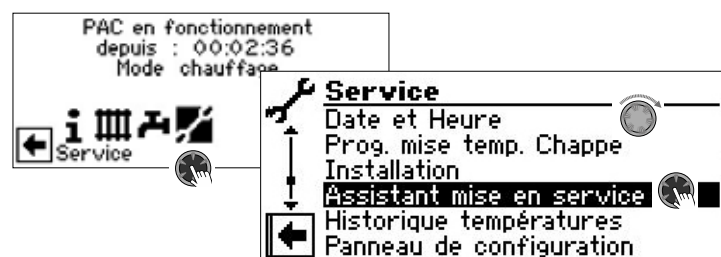 PAC en fonctionnement
depuis : 00:02:36
Mode chauffage
Service
Service
Date et Heure
Prog. mise temp. Chappe
Installation
Assistant mise en service
Historique températures
Panneau de configuration